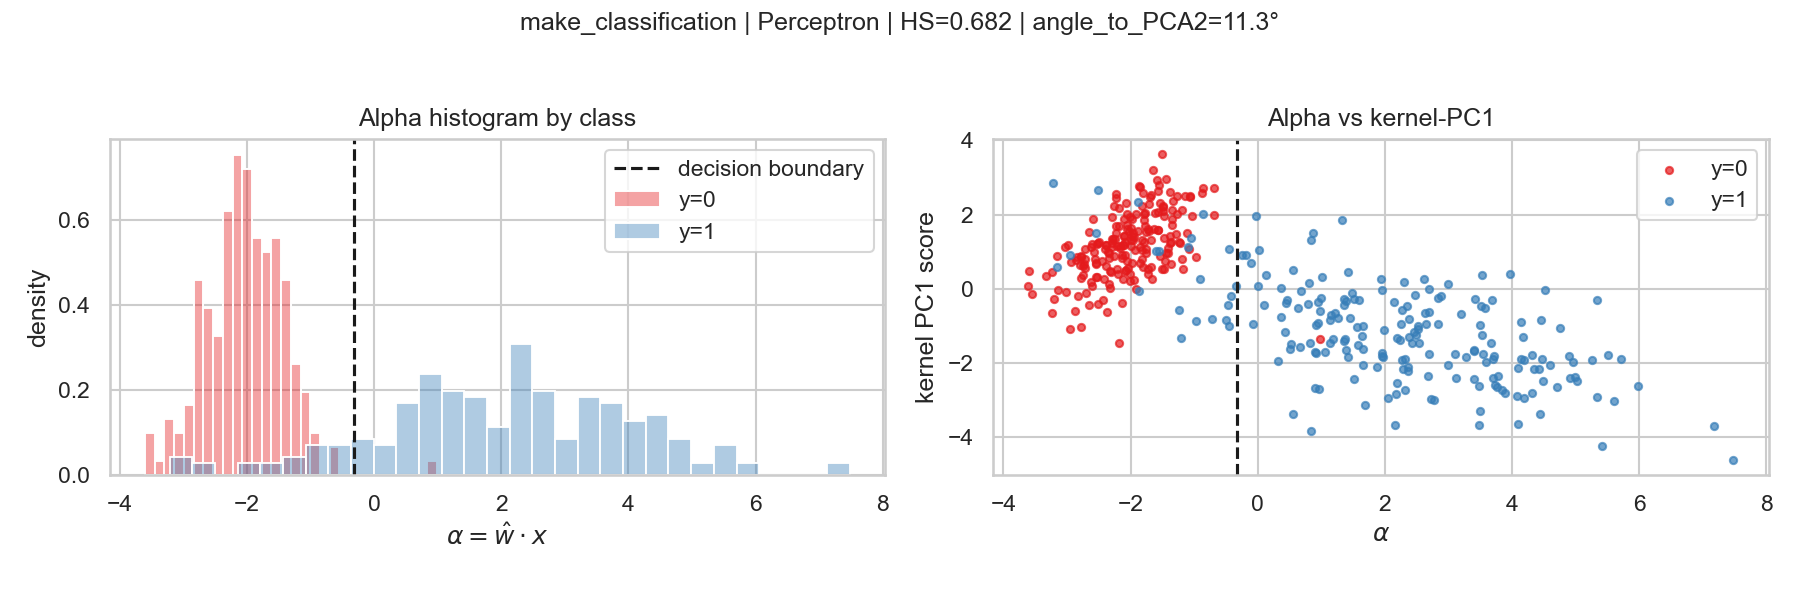 make_classification | Perceptron | HS=0.682 | angle_to_PCA2=11.3°
Alpha histogram by class
density
0.6
0.4
0.2
0.0
−4
−2
0
2
4
6
8
α = ŵ · x
decision boundary
y=0
y=1
Alpha vs kernel-PC1
kernel PC1 score
4
2
0
−2
−4
−4
−2
0
2
4
6
8
α
y=0
y=1